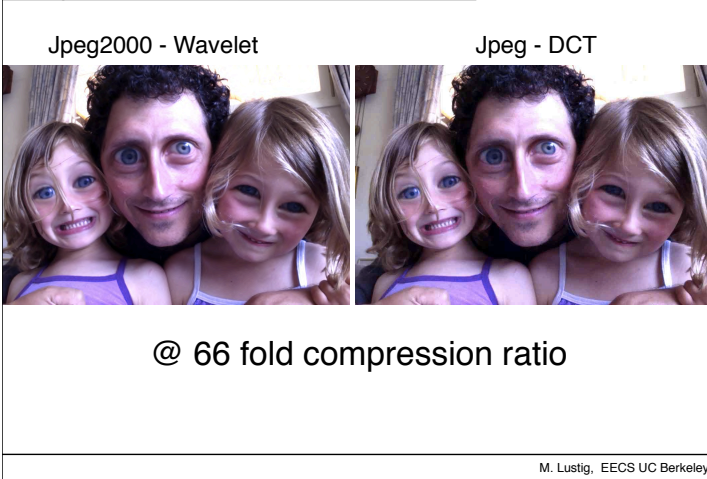 Jpeg2000 - Wavelet
Jpeg - DCT
@ 66 fold compression ratio
M. Lustig, EECS UC Berkeley